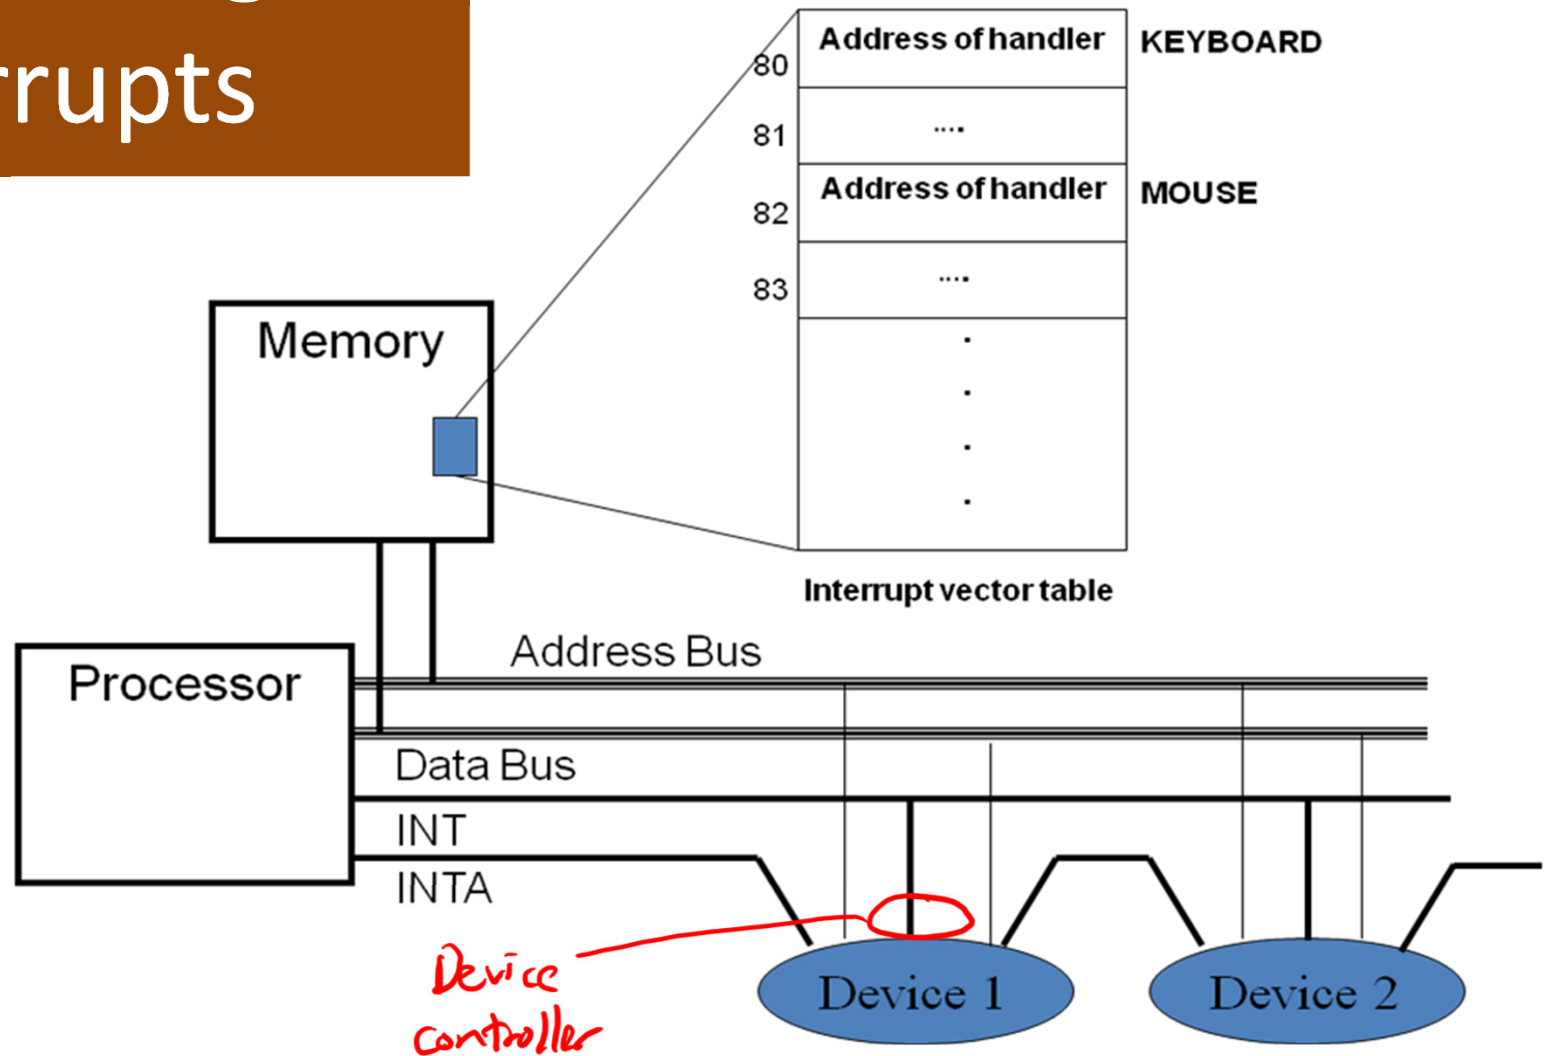 rrupts
80 Address of handler KEYBOARD
81 ....
82 Address of handler MOUSE
83 ....
.
.
.
.
Interrupt vector table
Memory
Processor
Address Bus
Data Bus
INT
INTA
Device
controller
Device 1
Device 2